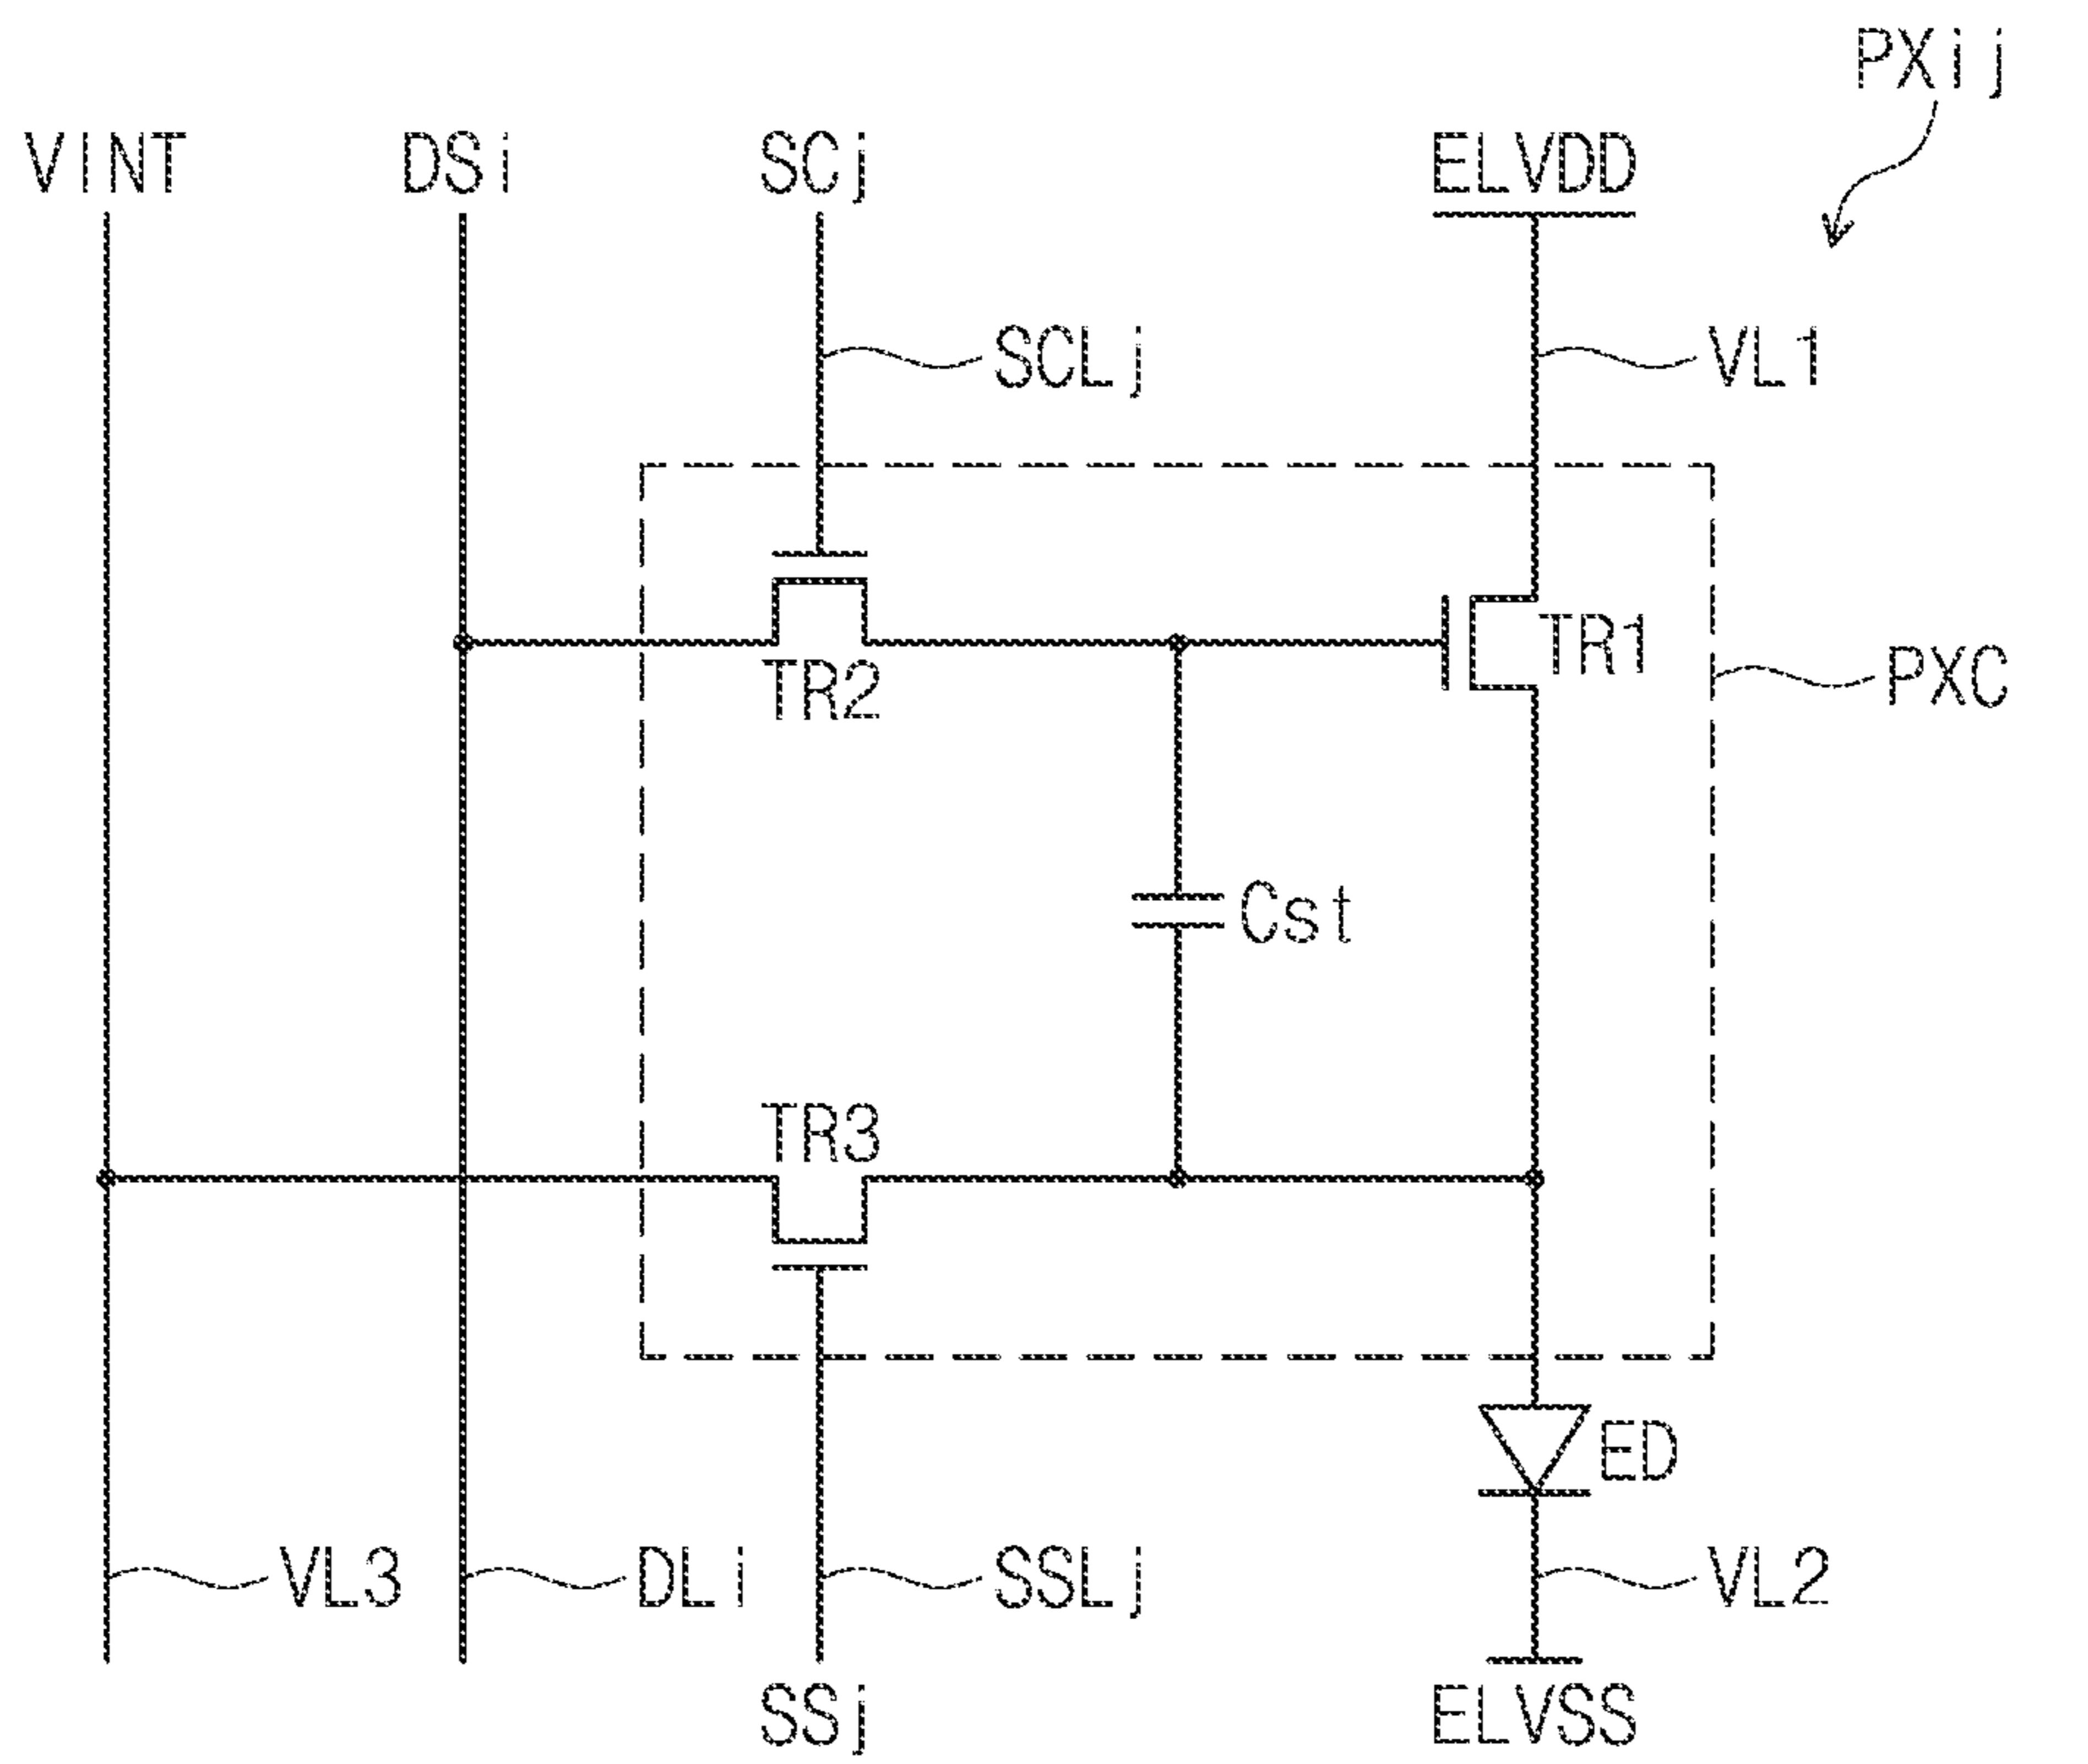 PXij
VINT
DSi
SCj
ELVDD
SCLj
VL1
TR1
TR2
PXC
Cst
TR3
ED
VL3
DLi
SSLj
VL2
SSj
ELVSS